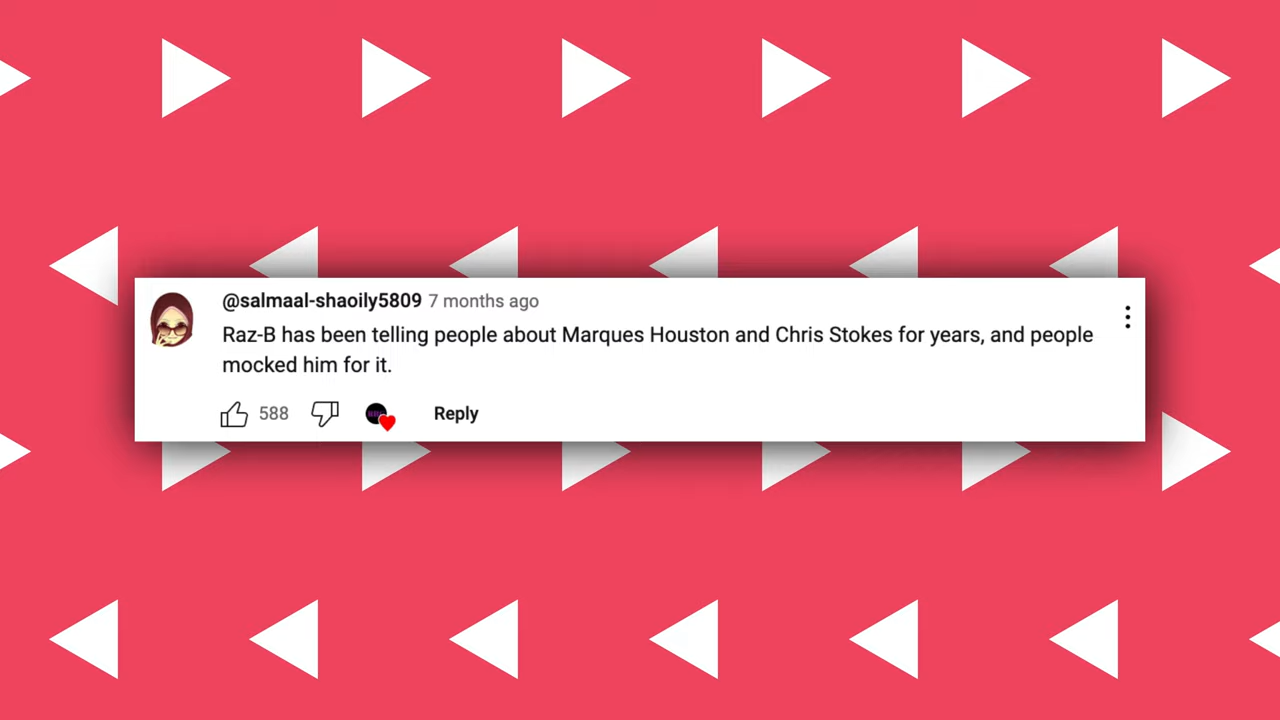 @salmaal-shaoily5809 7 months ago
Raz-B has been telling people about Marques Houston and Chris Stokes for years, and people
mocked him for it.
588 Reply